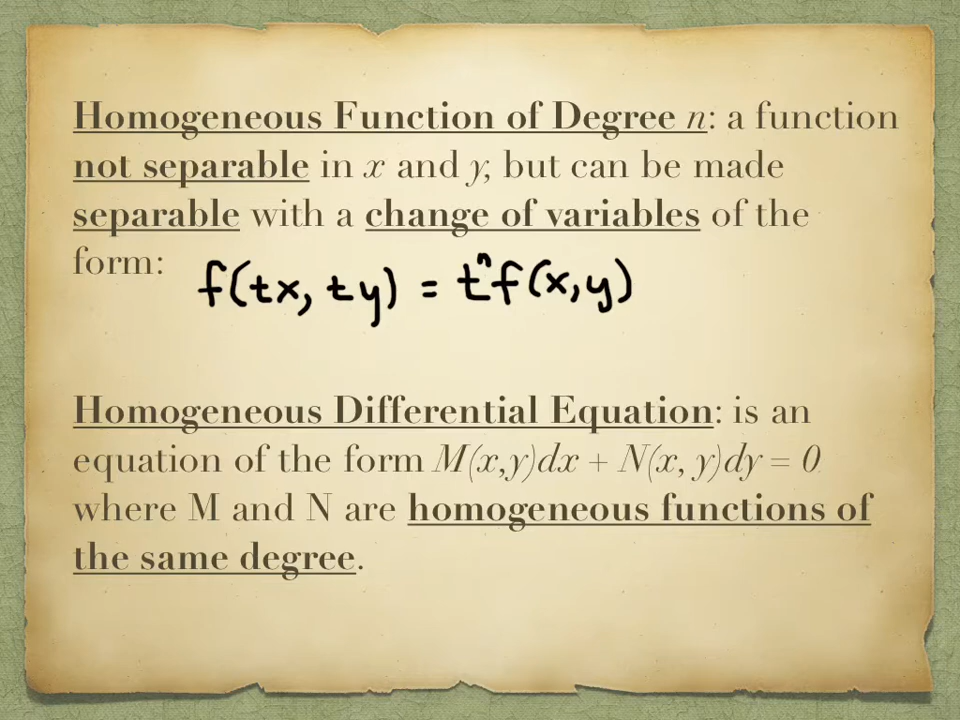 Homogeneous Function of Degree n: a function
not separable in x and y, but can be made
separable with a change of variables of the
form:
f(tx, ty) = tⁿf(x,y)
Homogeneous Differential Equation: is an
equation of the form M(x,y)dx + N(x, y)dy = 0
where M and N are homogeneous functions of
the same degree.